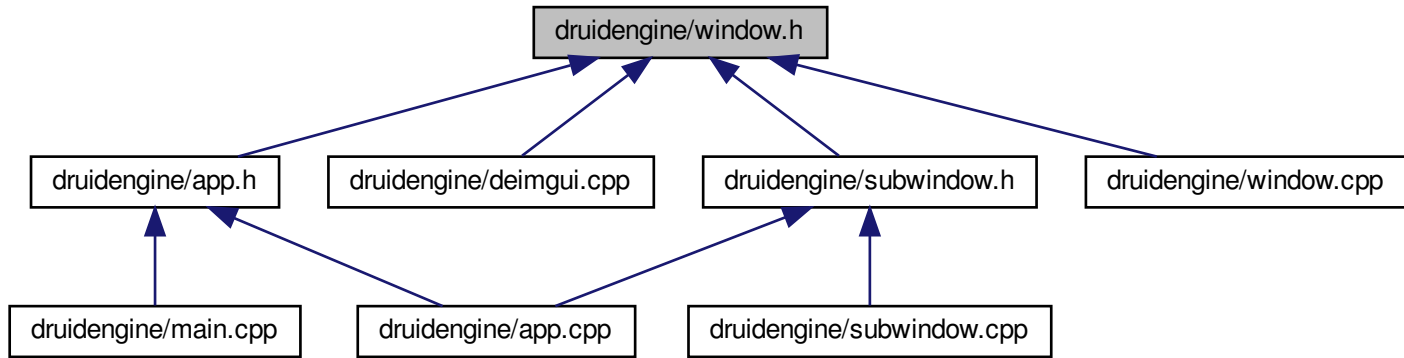 druidengine/window.h
druidengine/app.h
druidengine/deimgui.cpp
druidengine/subwindow.h
druidengine/window.cpp
druidengine/main.cpp
druidengine/app.cpp
druidengine/subwindow.cpp